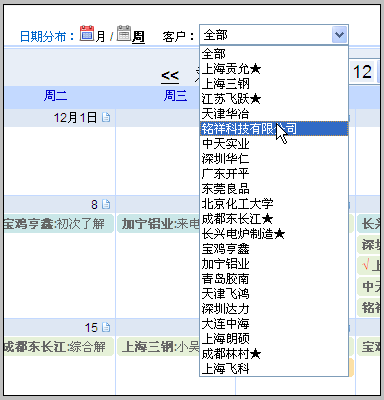 日期分布： 月 / 周 客户： 全部
<< 12
周二 周三
12月1日
8
15
宝鸡亨鑫:初次了解
加宁铝业:来电
成都东长江:综合解
上海三钢:小吴
全部
上海贡允★
上海三钢
江苏飞跃★
天津华冶
铭祥科技有限公司
中天实业
深圳华仁
广东开平
东莞良品
北京化工大学
成都东长江★
长兴电炉制造★
宝鸡亨鑫
加宁铝业
青岛胶南
天津飞鸿
深圳达力
大连中海
上海朗硕
成都林村★
上海飞科
长兴
深圳
√上
中天
铭祥
宝鸡